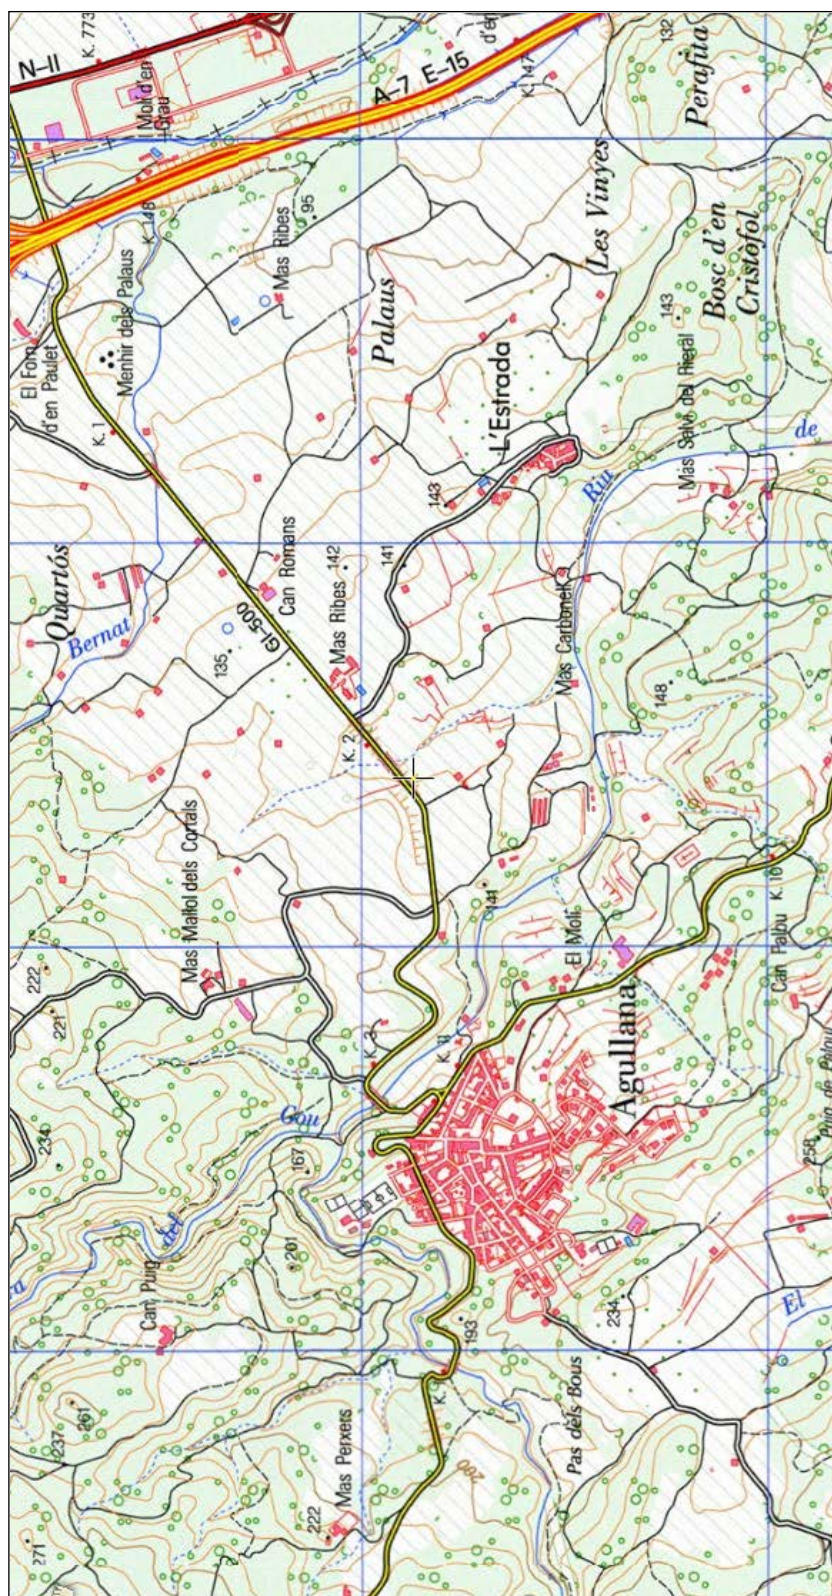 N-II
K. 773
Molí d'en
Grau
A-7
E-15
K. 147
d'en
132
Perafita
K. 148
Mas Ribes
95
Les Vinyes
Bosc d'en
Cristòfol
143
El Forn
d'en Paulet
Menhir dels Palaus
K. 1
Palaus
L'Estrada
143
Mas Salvi del Rieral
Riu
de
Quartós
Bernat
Can Romans
GI-500
135
Mas Ribes
142
141
Mas Carbonell
148
K. 2
Mas Mallol dels Cortals
141
El Molí
Can Palau
K. 10
222
221
K. 3
K. 11
Agullana
234
Gou
167
258
del
201
Can Puig
193
234
El
Pas dels Bous
261
237
Mas Perxers
222
200
271